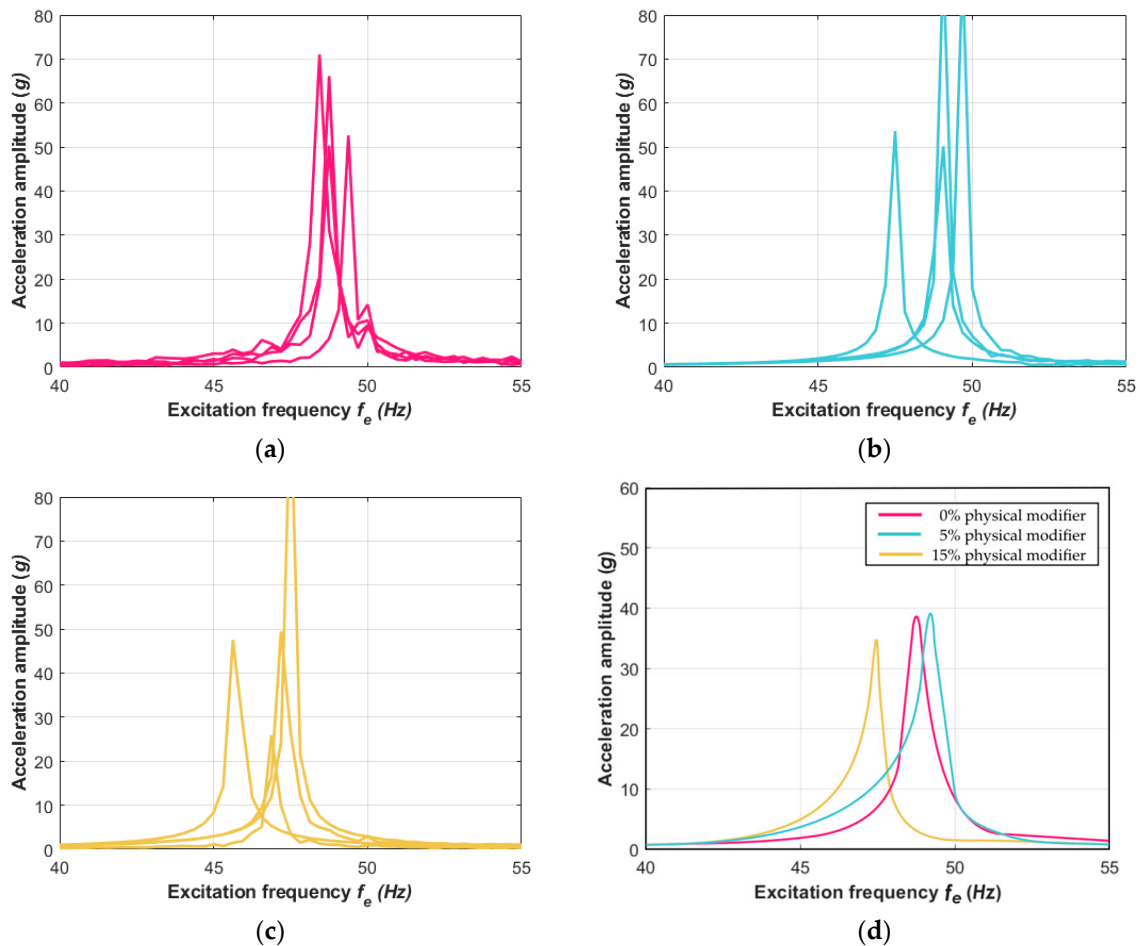 80
70
60
50
40
30
20
10
0
Acceleration amplitude (g)
40 45 50 55
Excitation frequency f_e (Hz)
(a)
80
70
60
50
40
30
20
10
0
Acceleration amplitude (g)
40 45 50 55
Excitation frequency f_e (Hz)
(b)
80
70
60
50
40
30
20
10
0
Acceleration amplitude (g)
40 45 50 55
Excitation frequency f_e (Hz)
(c)
60
50
40
30
20
10
0
Acceleration amplitude (g)
0% physical modifier
5% physical modifier
15% physical modifier
40 45 50 55
Excitation frequency f_e (Hz)
(d)